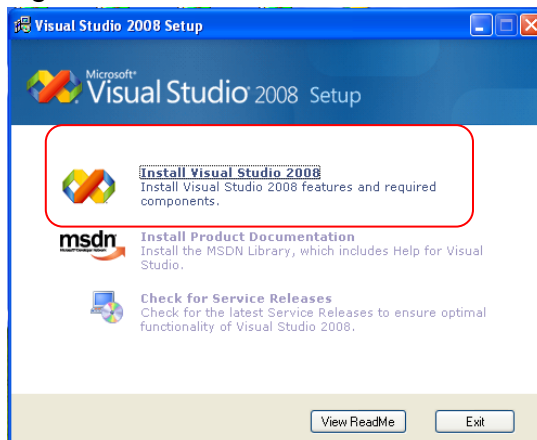 Visual Studio 2008 Setup
Microsoft®
Visual Studio 2008 Setup
Install Visual Studio 2008
Install Visual Studio 2008 features and required
components.
msdn
Install Product Documentation
Install the MSDN Library, which includes Help for Visual
Studio.
Check for Service Releases
Check for the latest Service Releases to ensure optimal
functionality of Visual Studio 2008.
View ReadMe
Exit